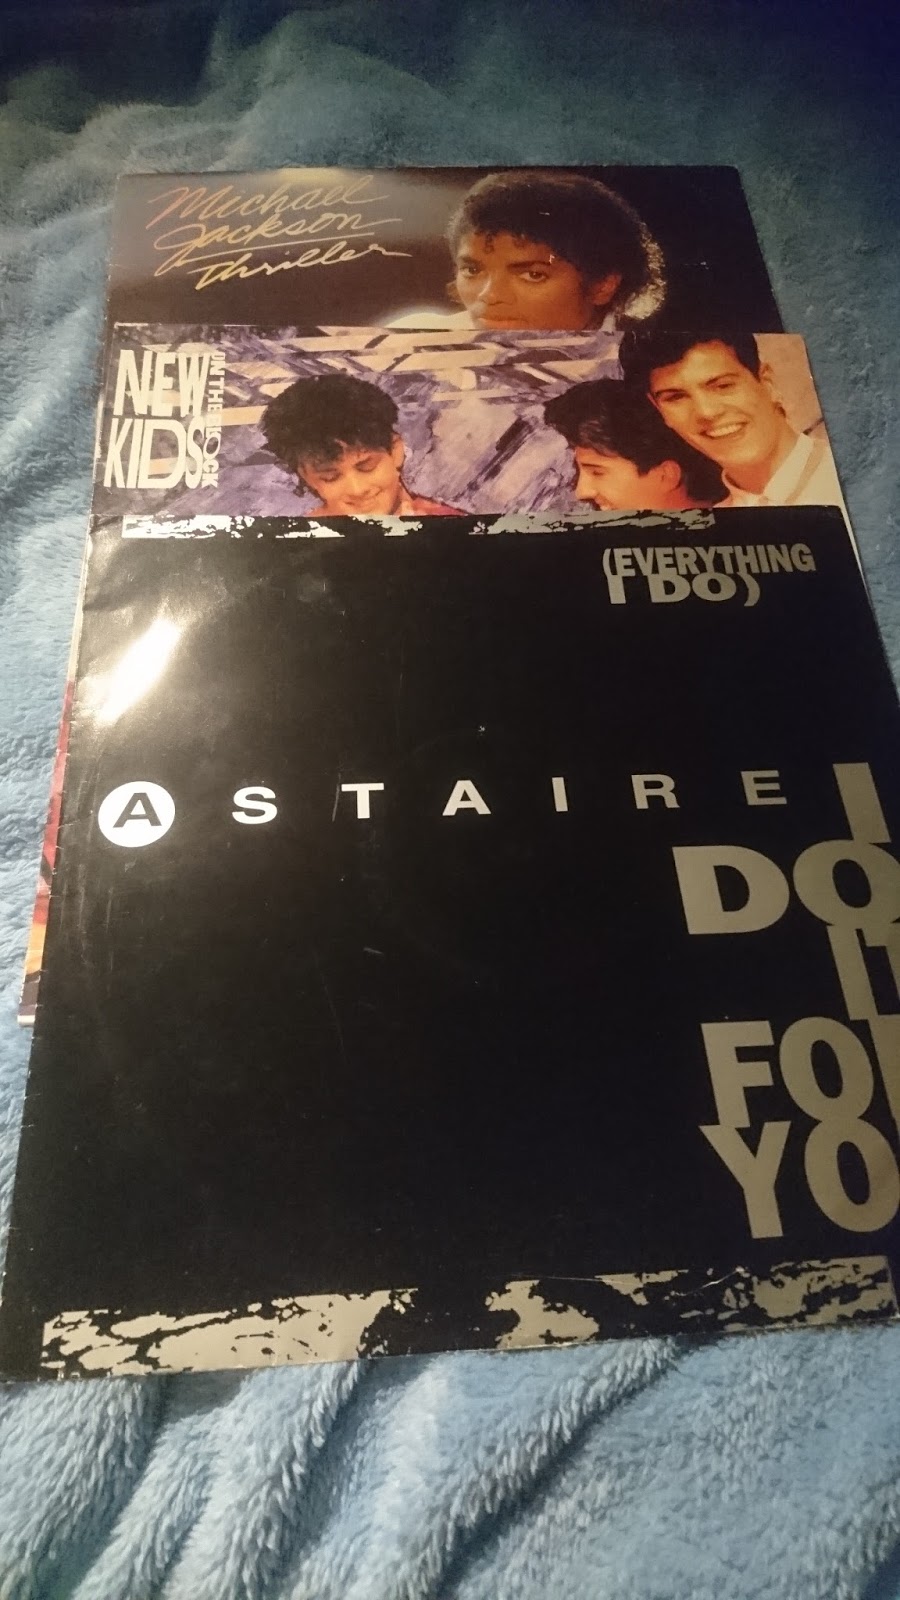 Michael
Jackson
Thriller
NEW
KIDS
ON THE BLOCK
(EVERYTHING
I DO)
ASTAIRE
I
DO
IT
FO
YO